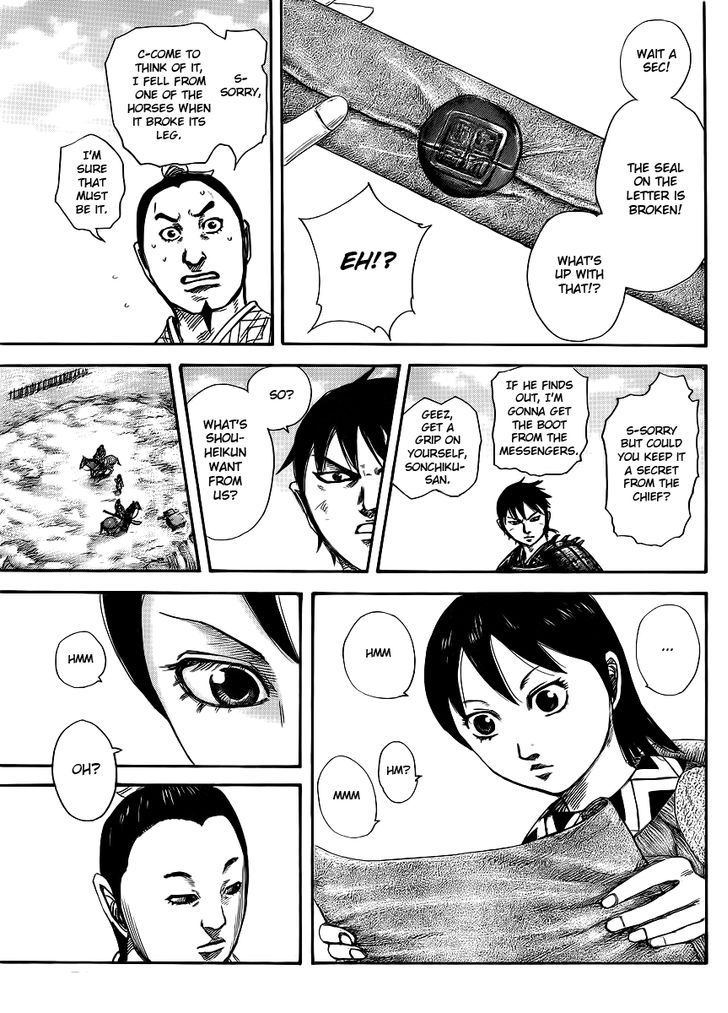 WAIT A
SEC!
THE SEAL
ON THE
LETTER IS
BROKEN!
WHAT'S
UP WITH
THAT!?
EH!?
S-
SORRY,
C-COME TO
THINK OF IT,
I FELL FROM
ONE OF THE
HORSES WHEN
IT BROKE ITS
LEG.
I'M
SURE THAT
MUST
BE IT.
S-SORRY
BUT COULD
YOU KEEP IT
A SECRET
FROM THE
CHIEF?
IF HE FINDS
OUT, I'M
GONNA GET
THE BOOT
FROM THE
MESSENGERS.
GEEZ,
GET A
GRIP ON
YOURSELF,
SONCHIKU-
SAN.
SO?
WHAT'S
SHOU-
HEIKUN
WANT
FROM
US?
...
HMM
HM?
MMM
HMM
OH?